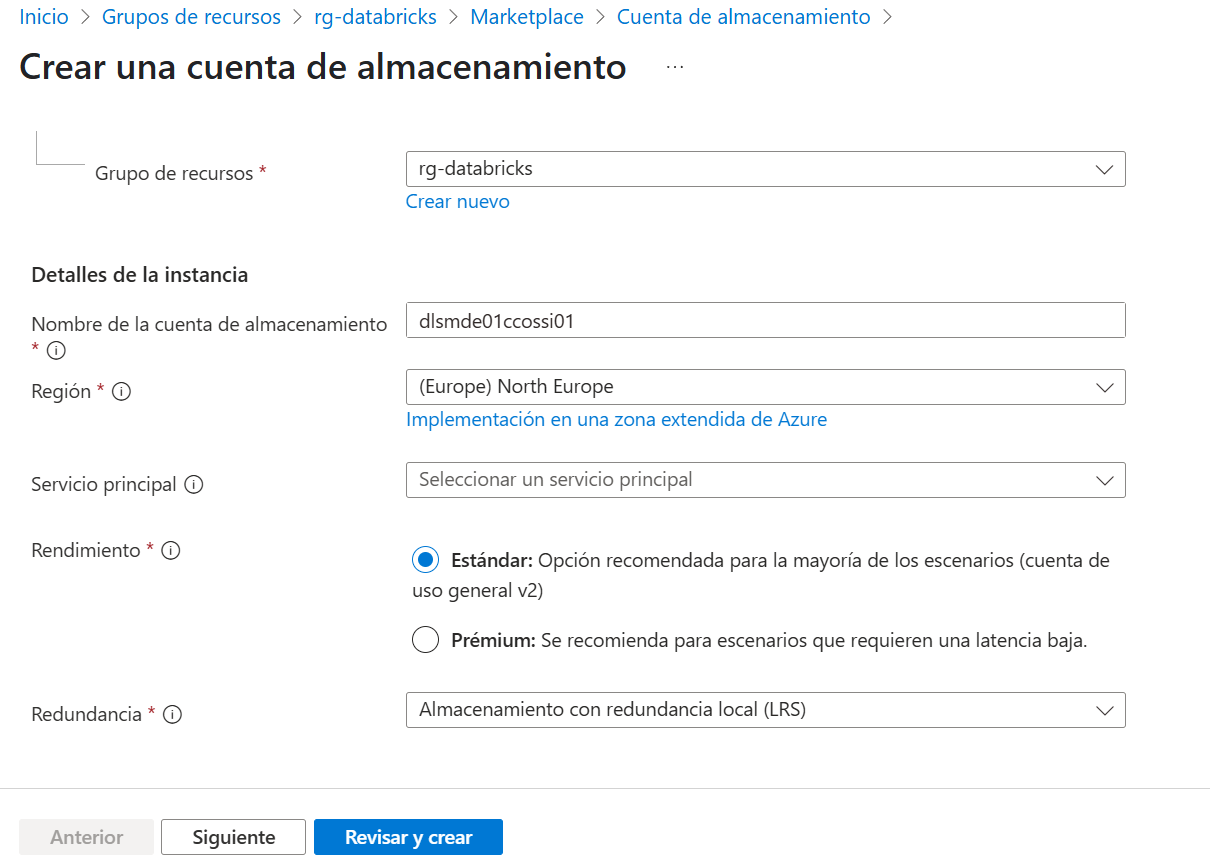 Inicio > Grupos de recursos > rg-databricks > Marketplace > Cuenta de almacenamiento >
Crear una cuenta de almacenamiento ...
Grupo de recursos *
rg-databricks
Crear nuevo
Detalles de la instancia
Nombre de la cuenta de almacenamiento
*
dlsmde01ccossi01
Región *
(Europe) North Europe
Implementación en una zona extendida de Azure
Servicio principal
Seleccionar un servicio principal
Rendimiento *
Estándar: Opción recomendada para la mayoría de los escenarios (cuenta de
uso general v2)
Prémium: Se recomienda para escenarios que requieren una latencia baja.
Redundancia *
Almacenamiento con redundancia local (LRS)
Anterior Siguiente Revisar y crear